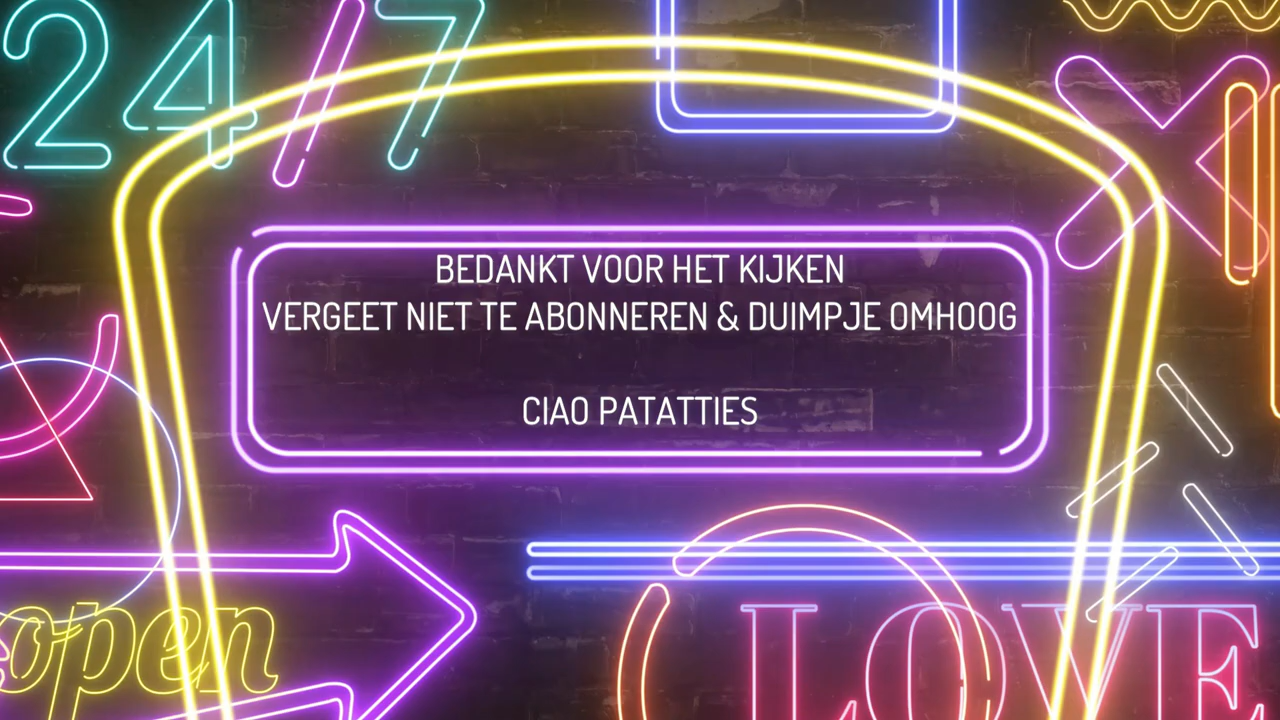 24/7
BEDANKT VOOR HET KIJKEN
VERGEET NIET TE ABONNEREN & DUIMPJE OMHOOG
CIAO PATATTIES
open
LOVE